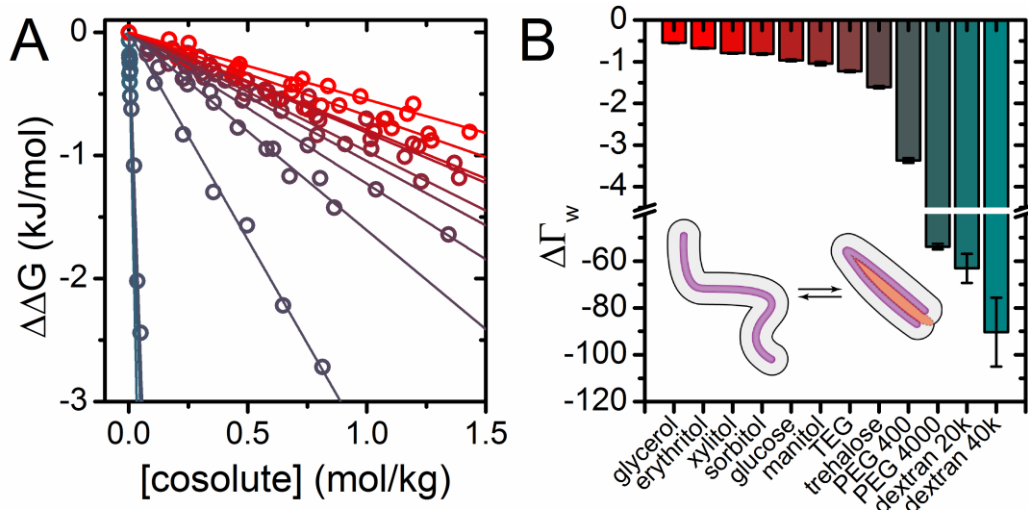 A
ΔΔG (kJ/mol)
0
-1
-2
-3
0.0
0.5
1.0
1.5
[cosolute] (mol/kg)
B
ΔΓw
0
-1
-2
-3
-4
-60
-80
-100
-120
glycerol
erythritol
xylitol
sorbitol
glucose
manitol
TEG
trehalose
PEG 400
PEG 4000
dextran 20k
dextran 40k